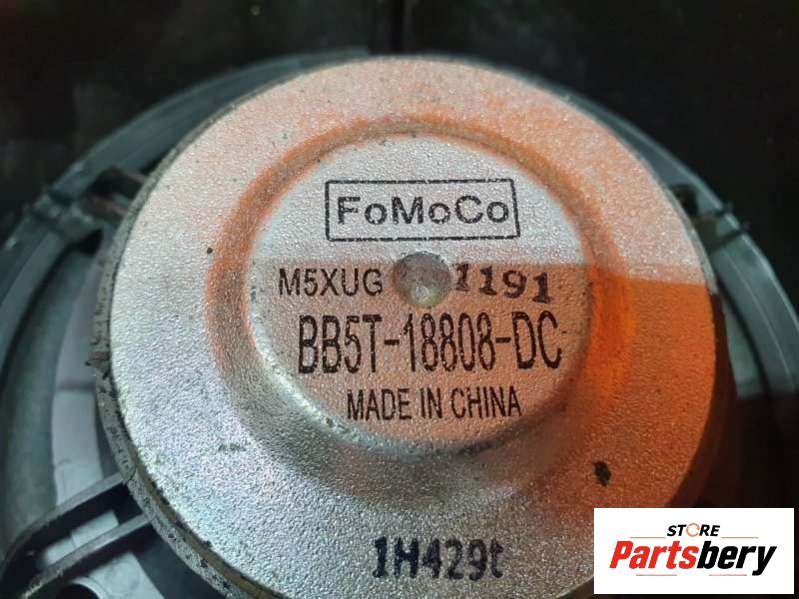 FoMoCo
M5XUG 1191
BB5T-18808-DC
MADE IN CHINA
1H429t
STORE
Partsbery